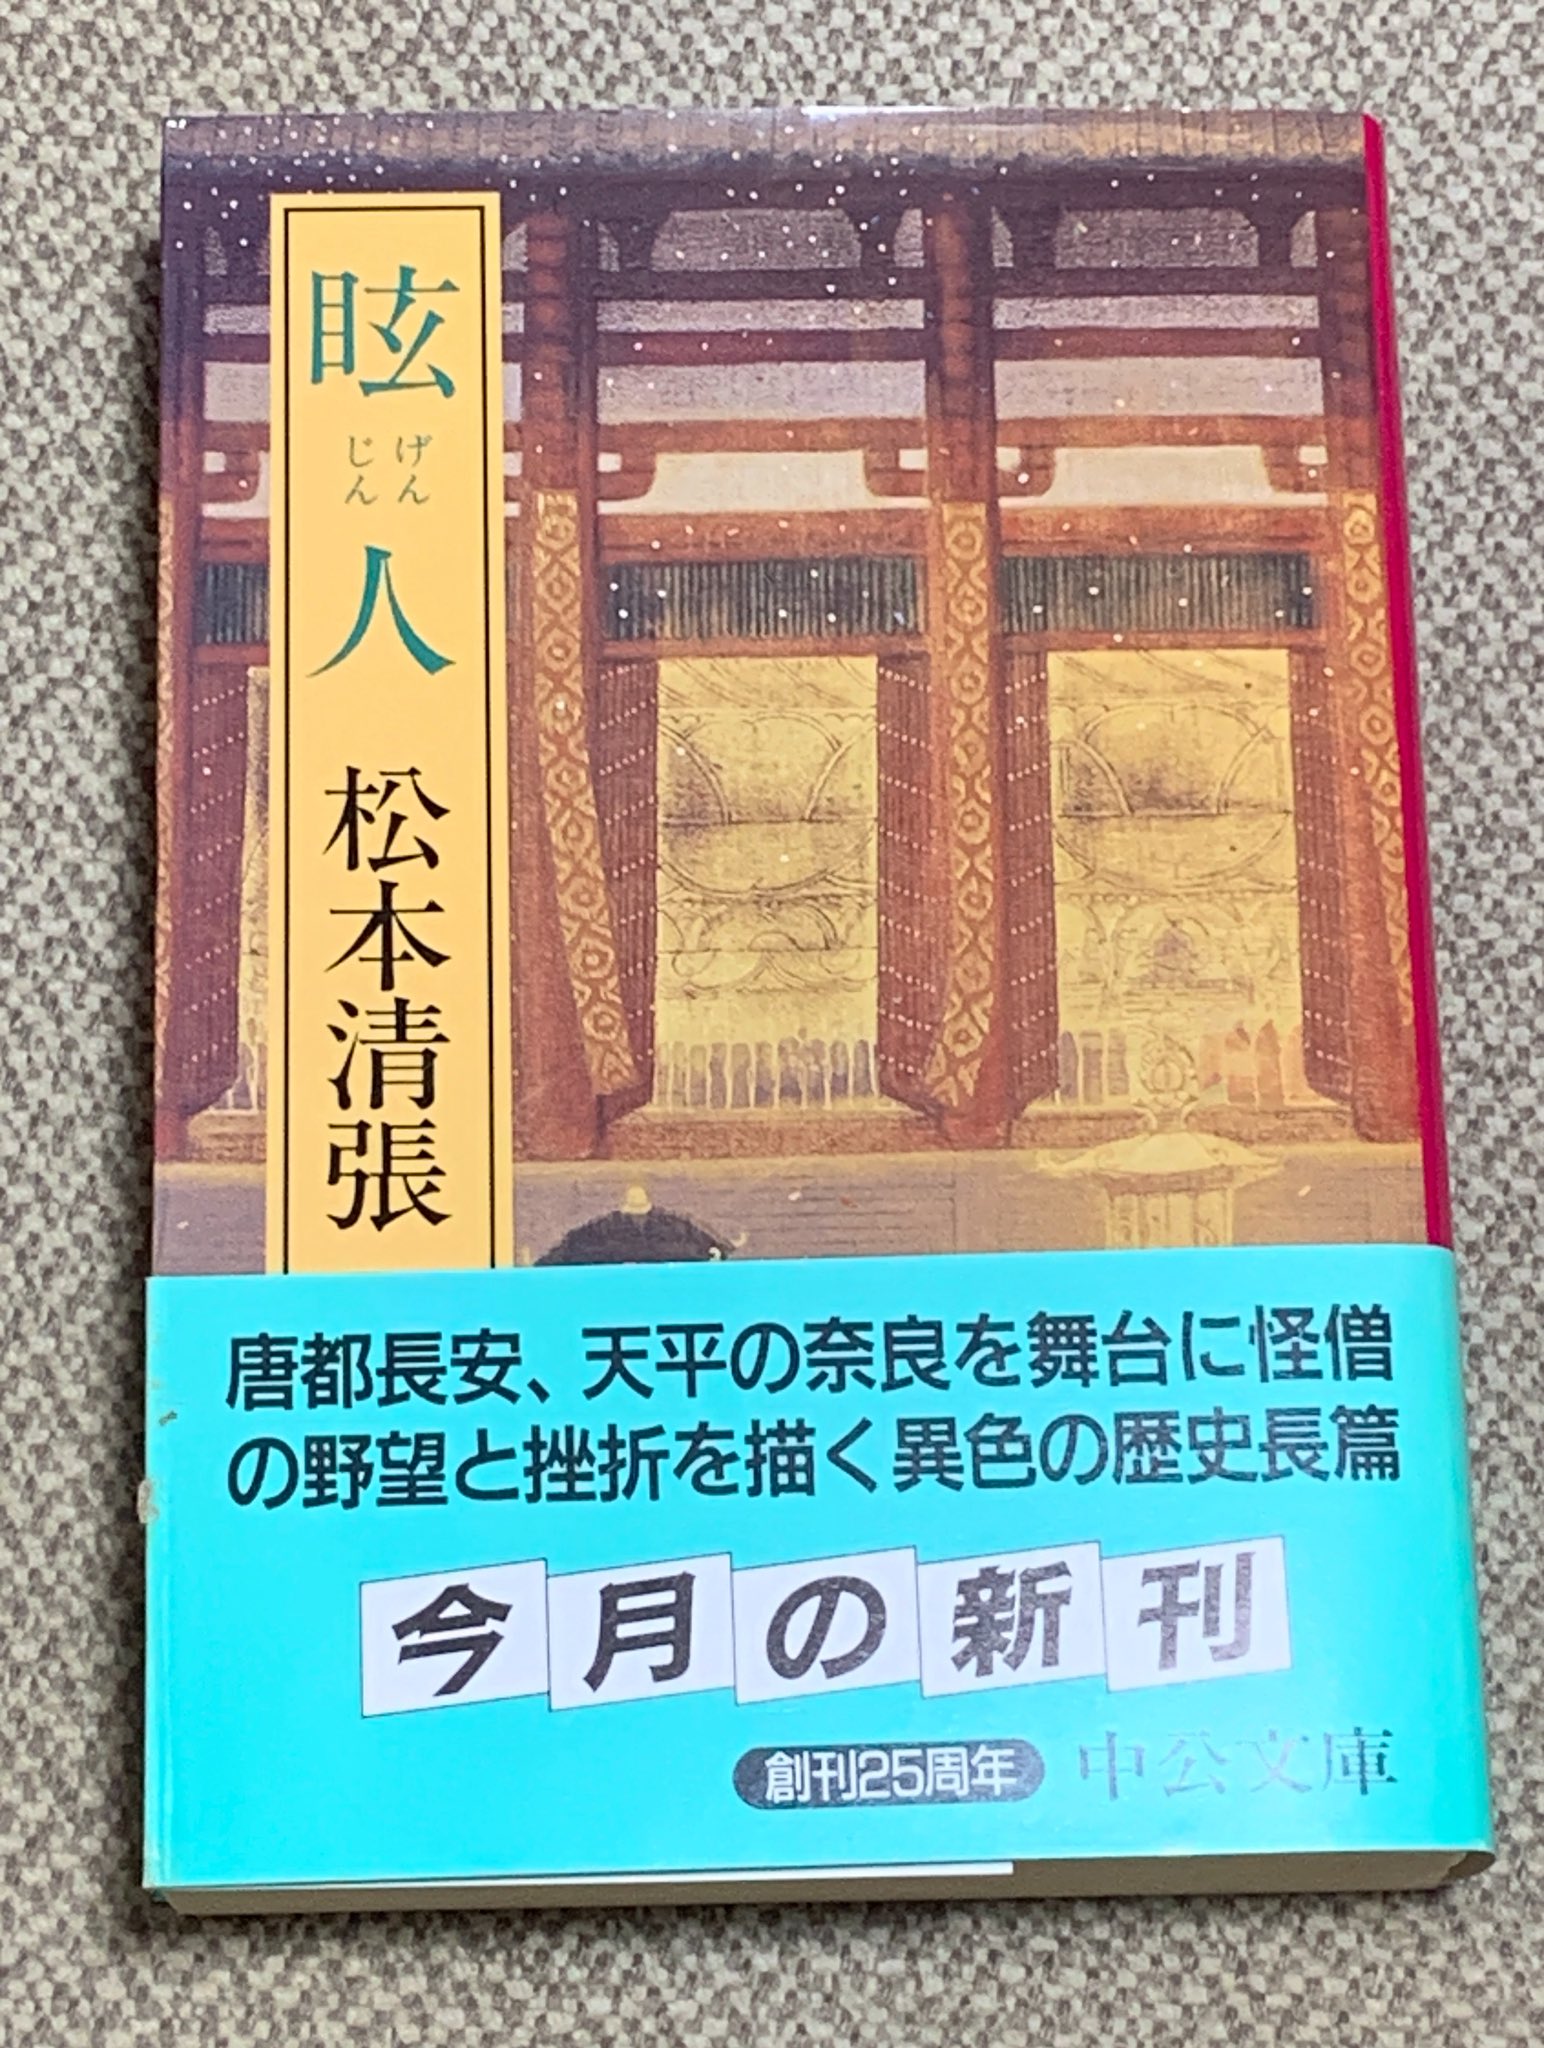 眩人
げんじん
松本清張
唐都長安、天平の奈良を舞台に怪僧
の野望と挫折を描く異色の歴史長篇
今月の新刊
創刊25周年
中公文庫